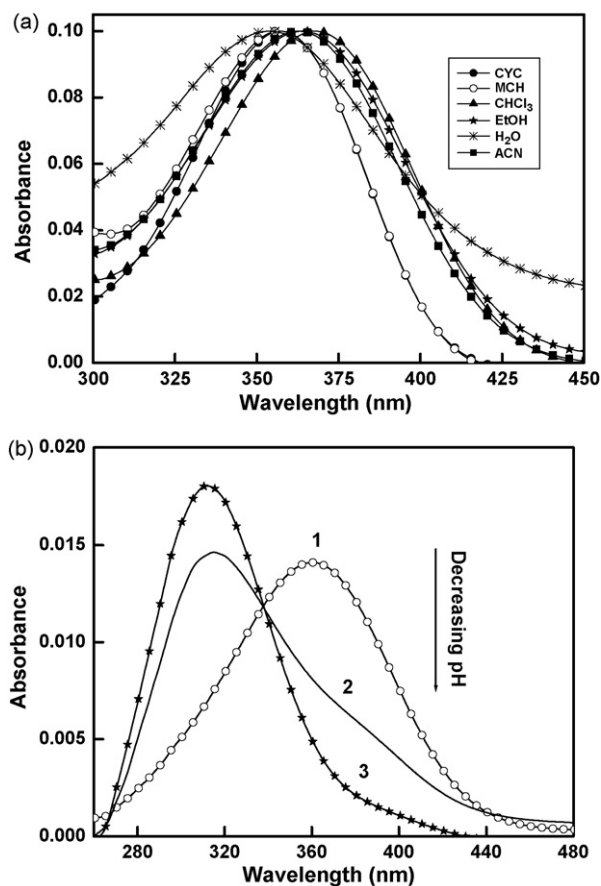 (a)
0.10
0.08
0.06
0.04
0.02
0.00
Absorbance
CYC
MCH
CHCl₃
EtOH
H₂O
ACN
300 325 350 375 400 425 450
Wavelength (nm)
(b)
0.020
0.015
0.010
0.005
0.000
Absorbance
1
2
3
Decreasing pH
280 320 360 400 440 480
Wavelength (nm)